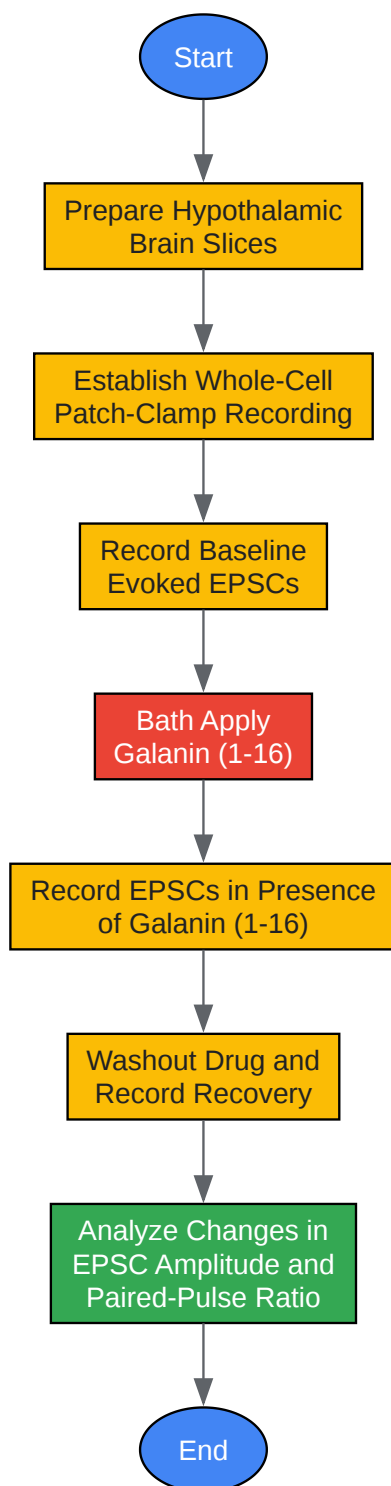 Start
Prepare Hypothalamic
Brain Slices
Establish Whole-Cell
Patch-Clamp Recording
Record Baseline
Evoked EPSCs
Bath Apply
Galanin (1-16)
Record EPSCs in Presence
of Galanin (1-16)
Washout Drug and
Record Recovery
Analyze Changes in
EPSC Amplitude and
Paired-Pulse Ratio
End